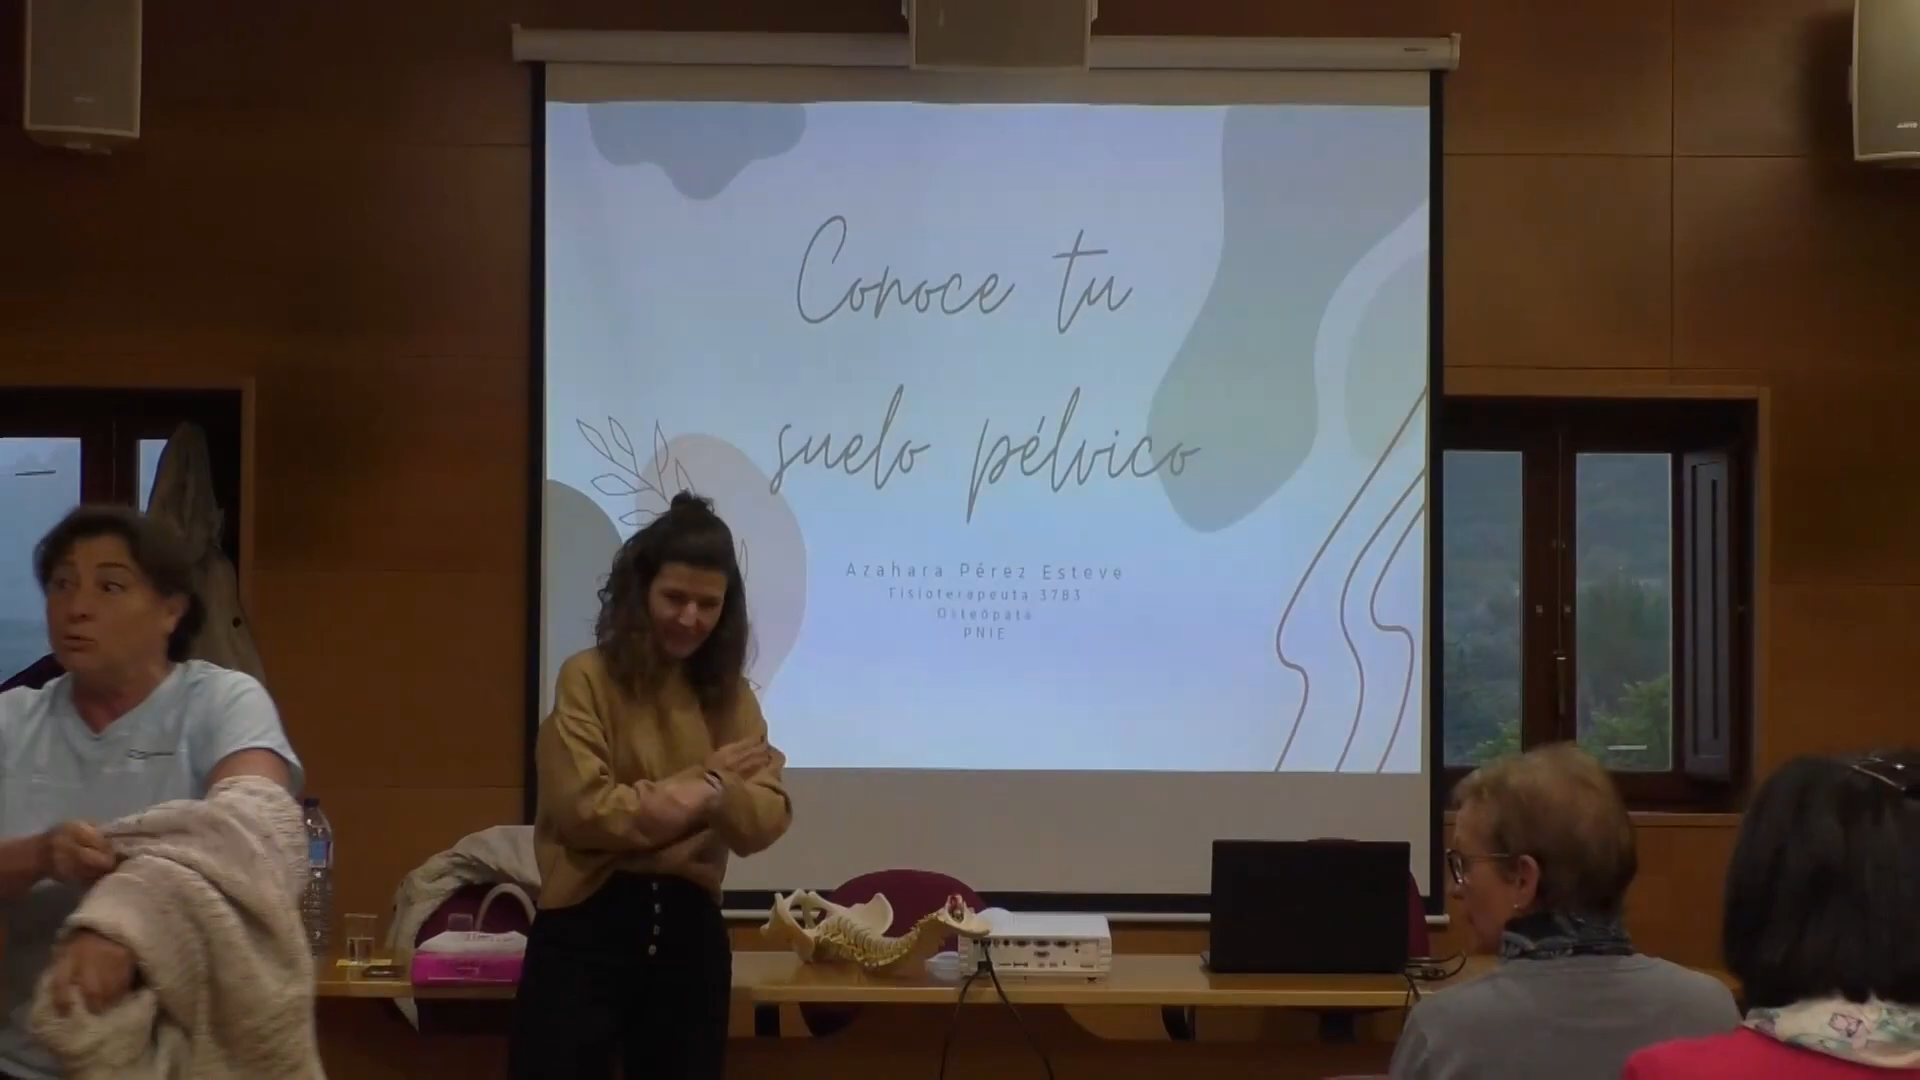 Conoce tu
suelo pélvico
Azahara Pérez Esteve
Fisioterapeuta 3783
Osteópata
PNIE